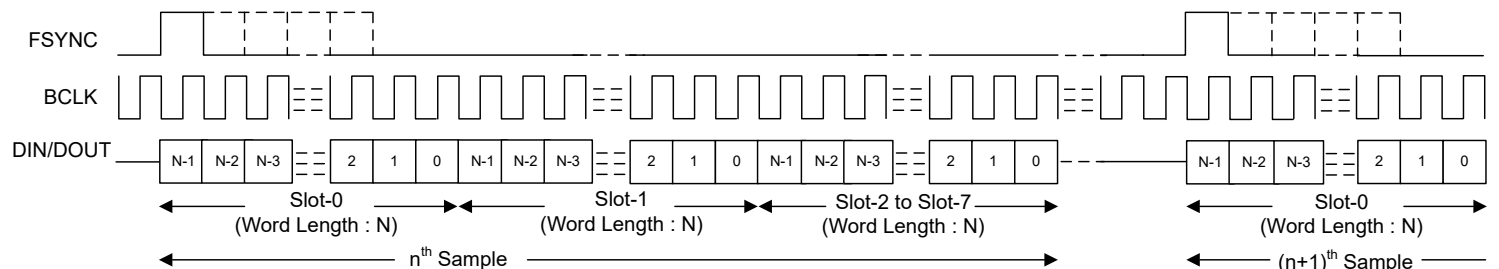 FSYNC
BCLK
DIN/DOUT
N-1 N-2 N-3 2 1 0 N-1 N-2 N-3 2 1 0 N-1 N-2 N-3 2 1 0 N-1 N-2 N-3 2 1 0
Slot-0 Slot-1 Slot-2 to Slot-7 Slot-0
(Word Length : N) (Word Length : N) (Word Length : N) (Word Length : N)
nth Sample (n+1)th Sample